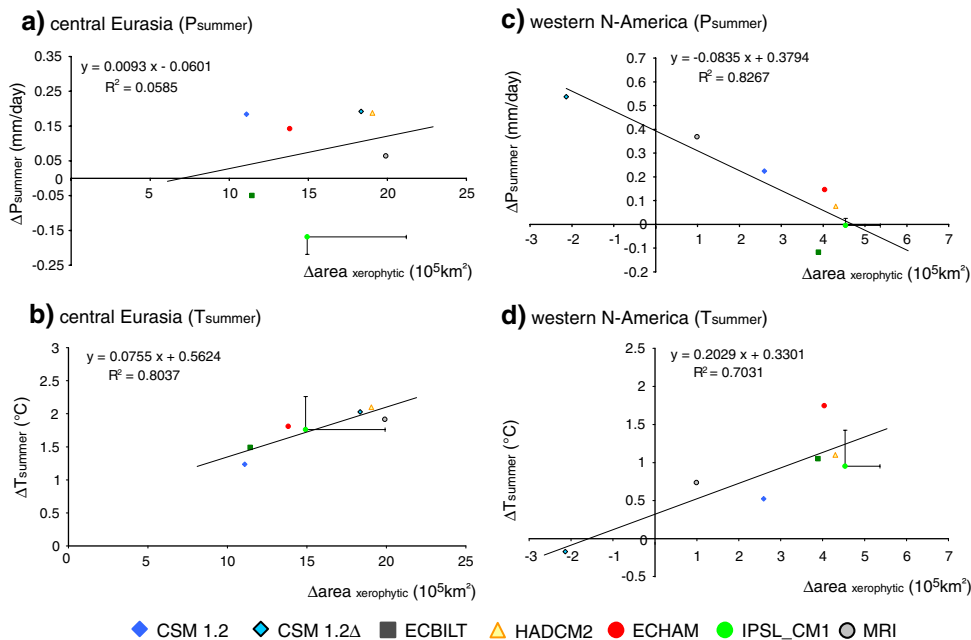 a) central Eurasia (Psummer)
y = 0.0093 x - 0.0601
R² = 0.0585
0.35
0.25
0.15
0.05
-0.05
-0.15
-0.25
5
10
15
20
25
ΔPsummer (mm/day)
Δarea xerophytic (10⁵km²)
c) western N-America (Psummer)
y = -0.0835 x + 0.3794
R² = 0.8267
0.7
0.6
0.5
0.4
0.3
0.2
0.1
0
-0.1
-0.2
-3
-2
-1
1
2
3
4
5
6
ΔPsummer (mm/day)
Δarea xerophytic (10⁵km²)
b) central Eurasia (Tsummer)
y = 0.0755 x + 0.5624
R² = 0.8037
3
2.5
2
1.5
1
0.5
0
0
5
10
15
20
25
ΔTsummer (°C)
Δarea xerophytic (10⁵km²)
d) western N-America (Tsummer)
y = 0.2029 x + 0.3301
R² = 0.7031
2.5
2
1.5
1
0.5
0
-0.5
-3
-2
-1
1
2
3
4
5
6
7
ΔTsummer (°C)
Δarea xerophytic (10⁵km²)
CSM 1.2 CSM 1.2Δ ECBILT HADCM2 ECHAM IPSL_CM1 MRI